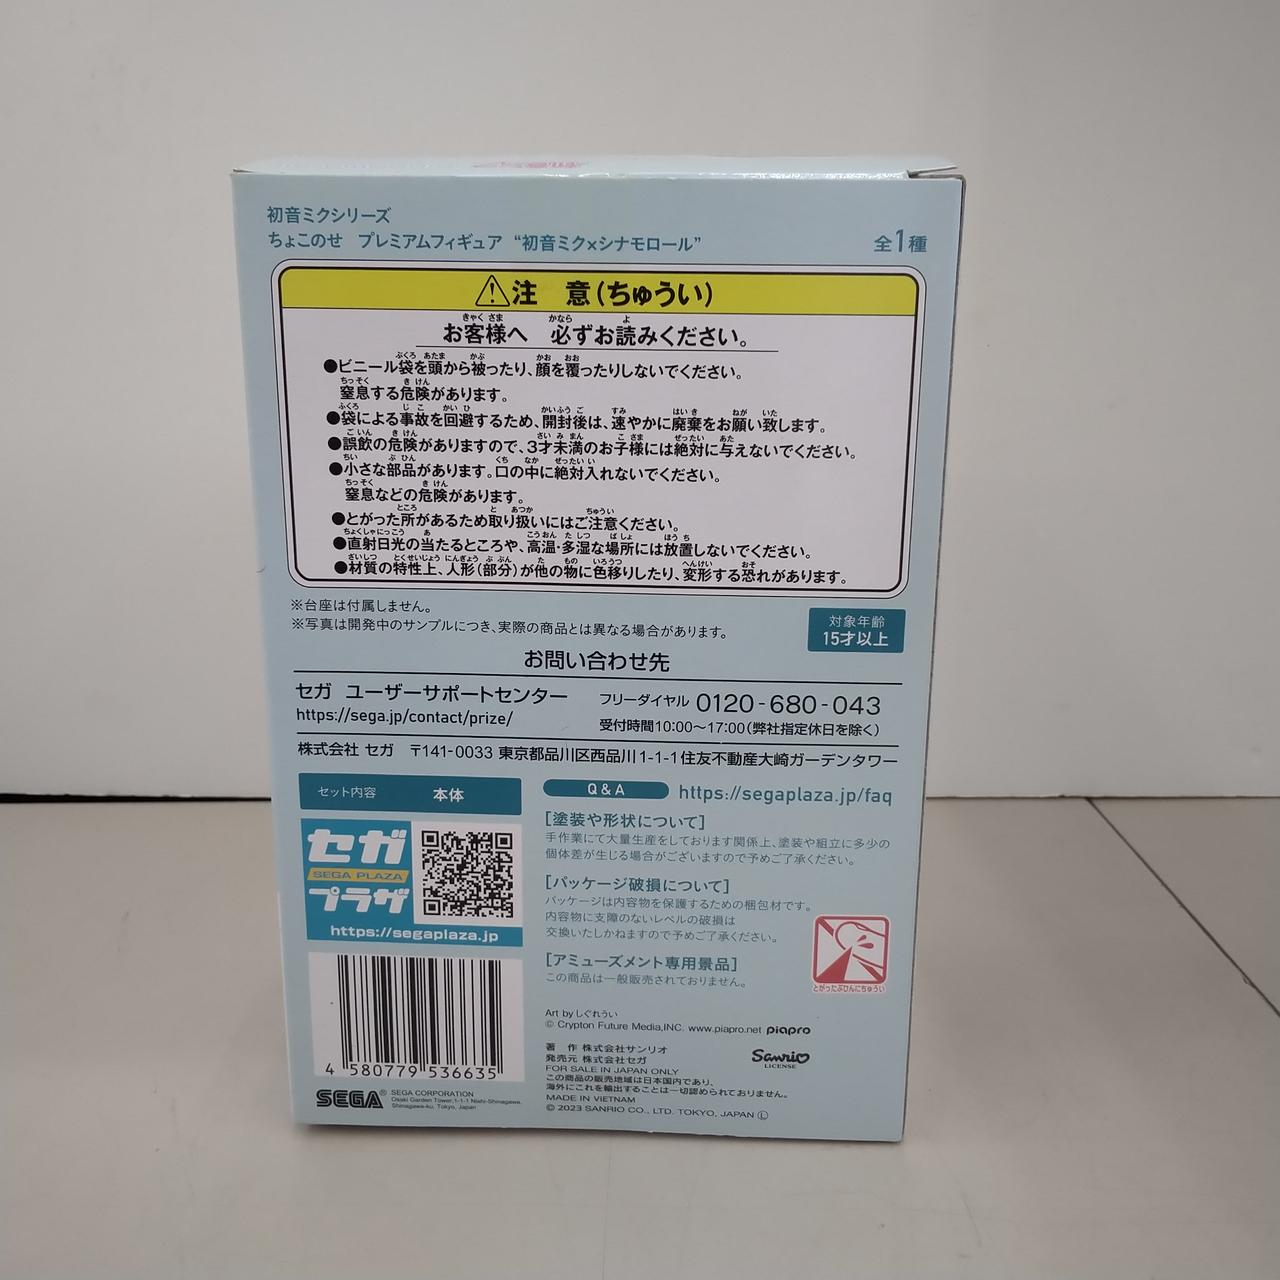 初音ミクシリーズ
ちょこのせ プレミアムフィギュア “初音ミク×シナモロール”
全1種
注 意(ちゅうい)
お客様へ 必ずお読みください。
●ビニール袋を頭から被ったり、顔を覆ったりしないでください。
窒息する危険があります。
●袋による事故を回避するため、開封後は、速やかに廃棄をお願い致します。
●誤飲の危険がありますので、3才未満のお子様には絶対に与えないでください。
●小さな部品があります。口の中に絶対入れないでください。
窒息などの危険があります。
●とがった所があるため取り扱いにはご注意ください。
●直射日光の当たるところや、高温・多湿な場所には放置しないでください。
●材質の特性上、人形(部分)が他の物に色移りしたり、変形する恐れがあります。
※台座は付属しません。
※写真は開発中のサンプルにつき、実際の商品とは異なる場合があります。
対象年齢
15才以上
お問い合わせ先
セガ ユーザーサポートセンター
https://sega.jp/contact/prize/
フリーダイヤル 0120-680-043
受付時間10:00〜17:00(弊社指定休日を除く)
株式会社 セガ 〒141-0033 東京都品川区西品川1-1-1住友不動産大崎ガーデンタワー
セット内容 本体
セガ
SEGA PLAZA
プラザ
https://segaplaza.jp
Q&A https://segaplaza.jp/faq
[塗装や形状について]
手作業にて大量生産をしております関係上、塗装や組立に多少の
個体差が生じる場合がございますので予めご了承ください。
[パッケージ破損について]
パッケージは内容物を保護するための梱包材です。
内容物に支障のないレベルの破損は
交換いたしかねますので予めご了承ください。
[アミューズメント専用景品]
この商品は一般販売されておりません。
とがったぶひんにちゅうい
Art by しぐれうい
© Crypton Future Media,INC. www.piapro.net piapro
著 作 株式会社サンリオ
発売元 株式会社セガ
FOR SALE IN JAPAN ONLY
この商品の販売地域は日本国内であり、
海外にこれを輸出することは一切認められておりません。
MADE IN VIETNAM
© 2023 SANRIO CO., LTD. TOKYO, JAPAN Ⓛ
Sanrio
LICENSE
4 580779 536635
SEGA®
SEGA CORPORATION
Osaki Garden Tower,1-1-1 Nishi-Shinagawa,
Shinagawa-ku, Tokyo, Japan